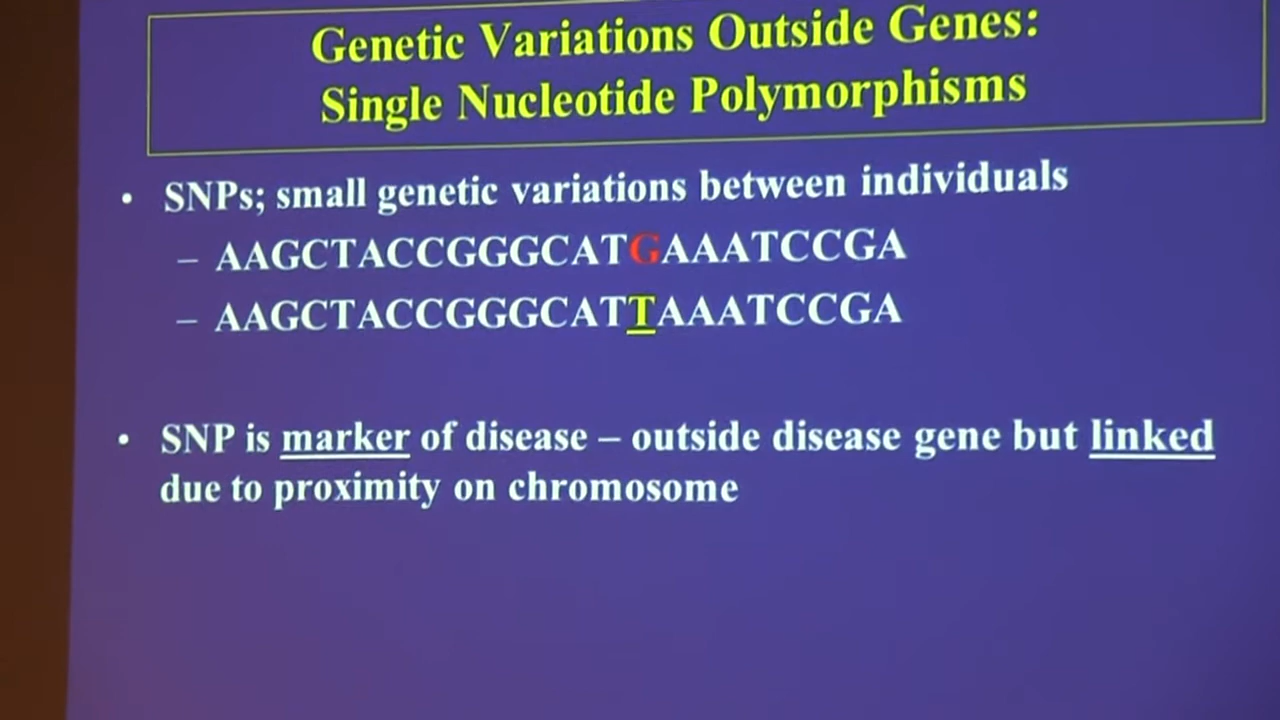 Genetic Variations Outside Genes:
Single Nucleotide Polymorphisms
• SNPs; small genetic variations between individuals
– AAGCTACCGGGCATGAAATCCGA
– AAGCTACCGGGCATTAAATCCGA
• SNP is marker of disease – outside disease gene but linked
due to proximity on chromosome